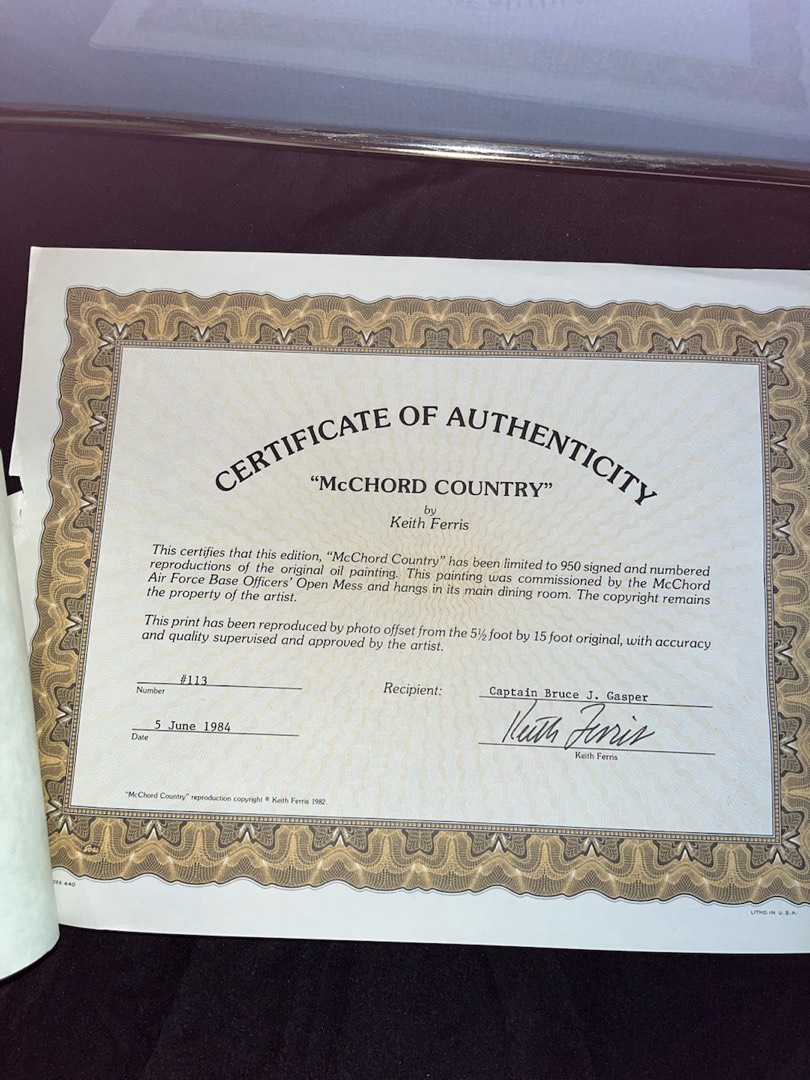 CERTIFICATE OF AUTHENTICITY
“McCHORD COUNTRY”
by
Keith Ferris
This certifies that this edition, “McChord Country” has been limited to 950 signed and numbered
reproductions of the original oil painting. This painting was commissioned by the McChord
Air Force Base Officers’ Open Mess and hangs in its main dining room. The copyright remains
the property of the artist.
This print has been reproduced by photo offset from the 5½ foot by 15 foot original, with accuracy
and quality supervised and approved by the artist.
#113
Number
Recipient:
Captain Bruce J. Gasper
5 June 1984
Date
Keith Ferris
Keith Ferris
“McChord Country” reproduction copyright © Keith Ferris 1982
440
LITHO. IN U.S.A.